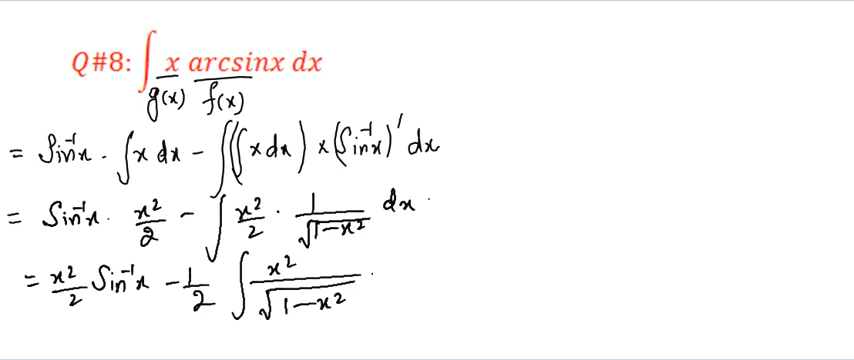 Q#8: ∫ x arcsinx dx
g(x) f(x)
= Sin⁻¹x · ∫x dx − ∫(∫x dx) × (Sin⁻¹x)′ dx
= Sin⁻¹x · x²/2 − ∫ x²/2 · 1/√(1−x²) dx
= x²/2 Sin⁻¹x − 1/2 ∫ x²/√(1−x²)